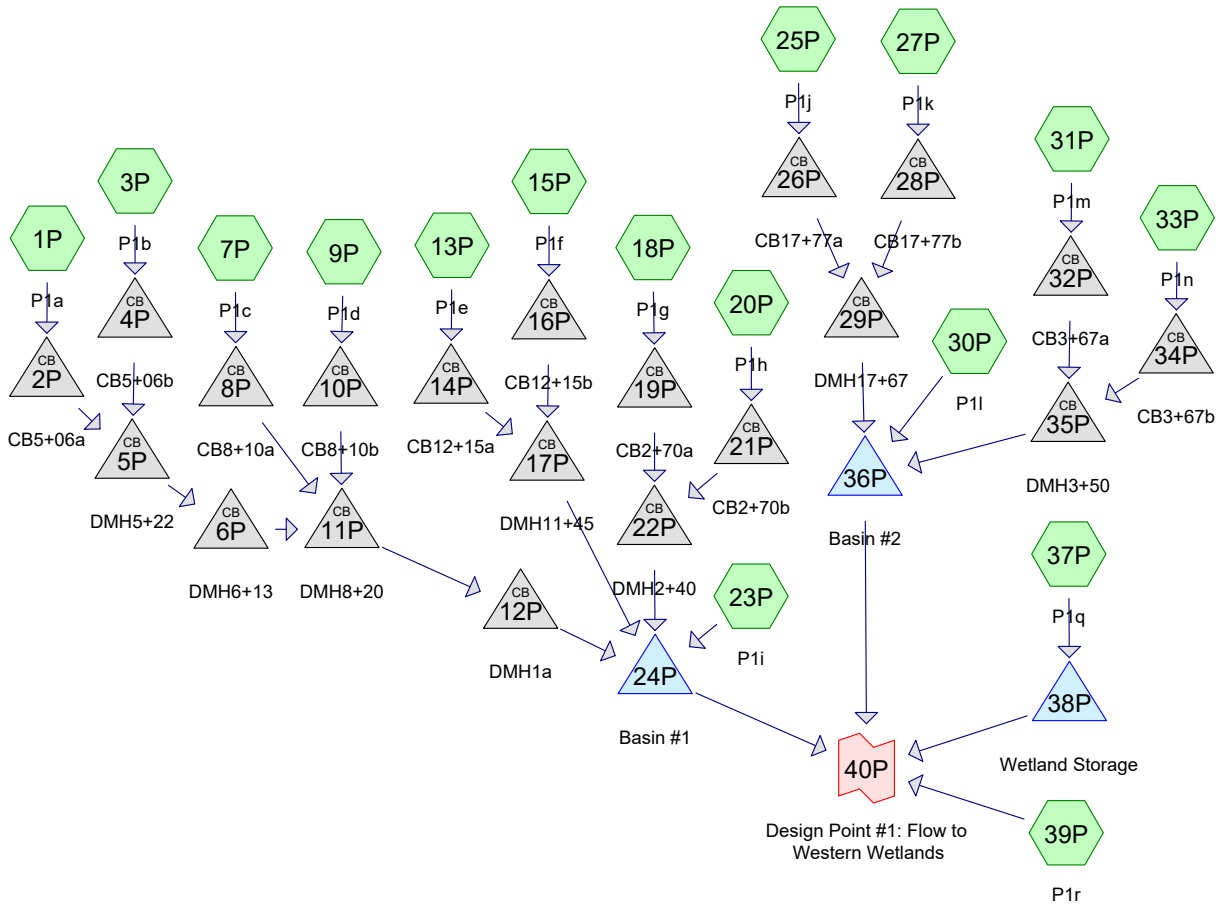 25P
27P
P1j
P1k
CB
26P
CB
28P
31P
3P
15P
P1m
33P
1P
P1b
7P
9P
13P
P1f
18P
CB17+77a
CB17+77b
CB
32P
P1n
P1a
CB
4P
P1c
P1d
P1e
CB
16P
P1g
20P
CB
29P
30P
CB3+67a
CB
34P
CB
2P
CB5+06b
CB
8P
CB
10P
CB
14P
CB12+15b
CB
19P
P1h
DMH17+67
P1l
CB3+67b
CB5+06a
CB
5P
CB8+10a
CB8+10b
CB12+15a
CB
17P
CB2+70a
CB
21P
36P
CB
35P
DMH5+22
CB
6P
CB
11P
DMH11+45
CB
22P
CB2+70b
Basin #2
DMH3+50
37P
DMH6+13
DMH8+20
CB
12P
DMH2+40
23P
P1q
DMH1a
24P
P1i
38P
Basin #1
40P
Wetland Storage
Design Point #1: Flow to
Western Wetlands
39P
P1r